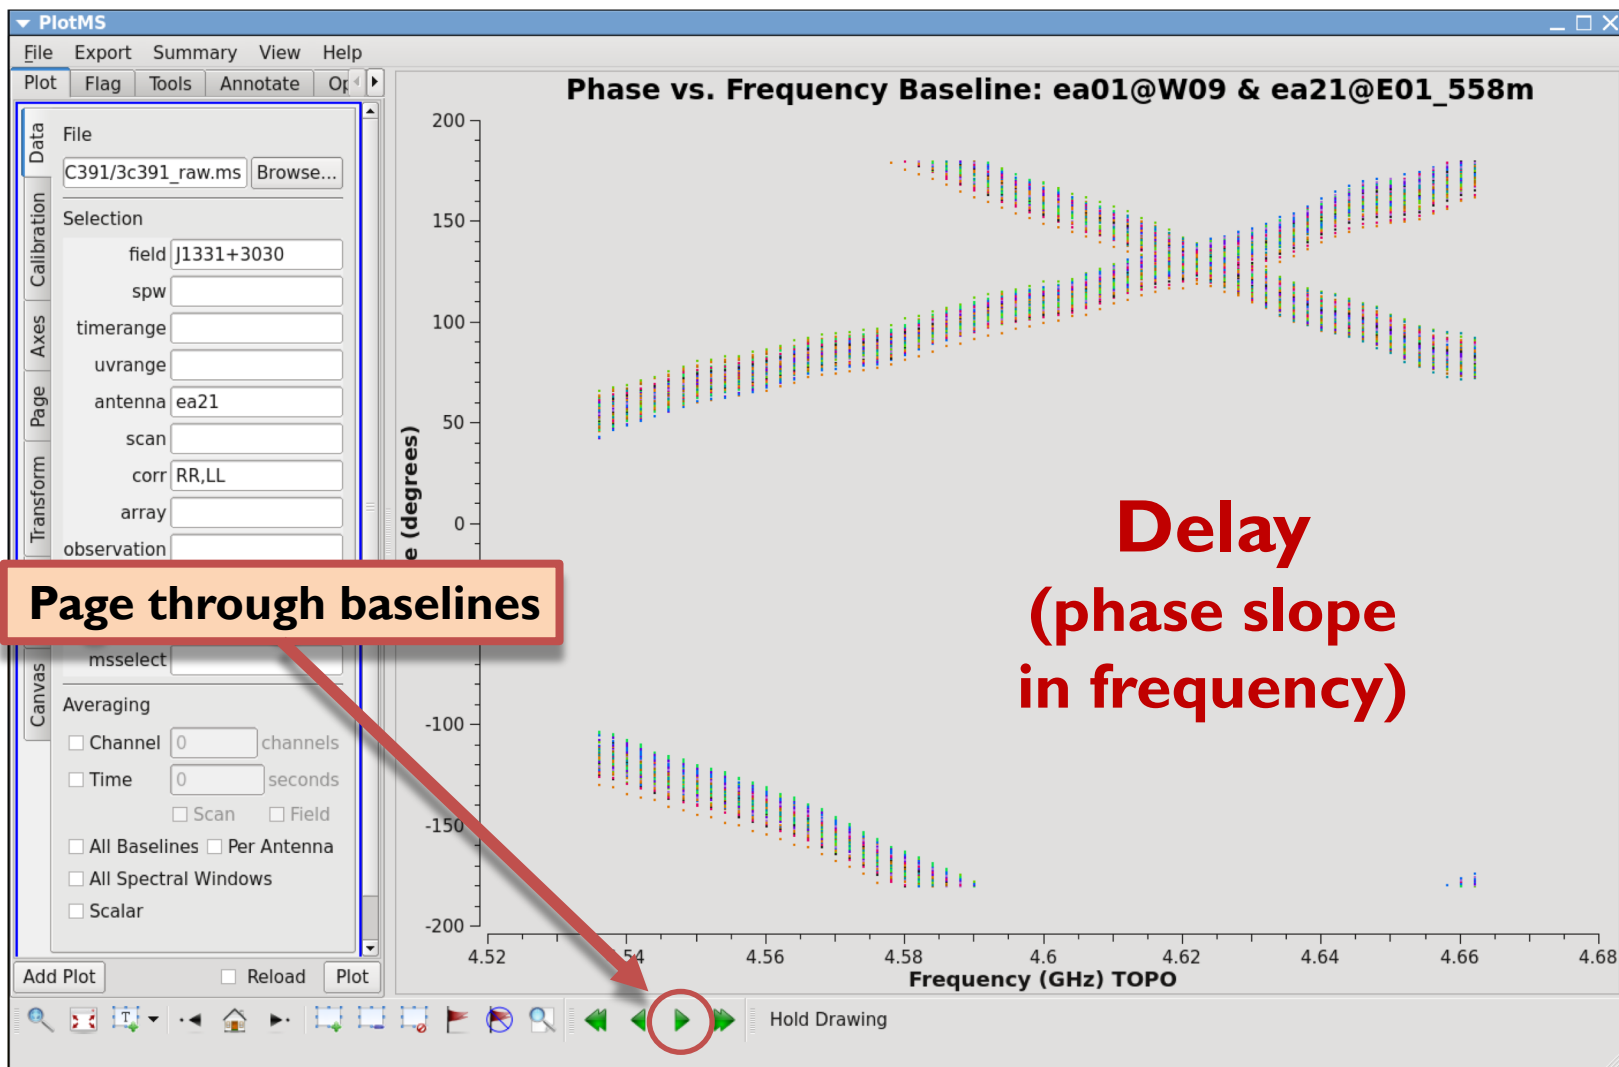 PlotMS
File Export Summary View Help
Plot Flag Tools Annotate
Phase vs. Frequency Baseline: ea01@W09 & ea21@E01_558m
Data
Calibration
Axes
Page
Transform
Canvas
File
C391/3c391_raw.ms Browse...
Selection
field J1331+3030
spw
timerange
uvrange
antenna ea21
scan
corr RR,LL
array
observation
Page through baselines
msselect
Averaging
Channel 0 channels
Time 0 seconds
Scan Field
All Baselines Per Antenna
All Spectral Windows
Scalar
Add Plot Reload Plot
200
150
100
50
0
-100
-150
-200
(degrees)
Delay
(phase slope
in frequency)
4.52 4.56 4.58 4.6 4.62 4.64 4.66 4.68
Frequency (GHz) TOPO
T
Hold Drawing